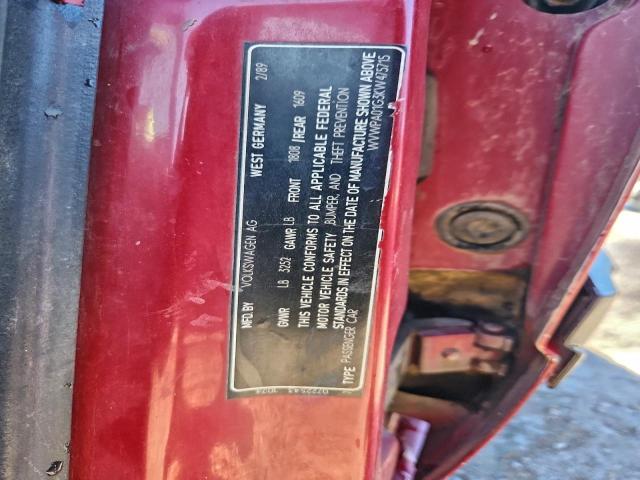 MFD.BY VOLKSWAGEN AG WEST GERMANY 2/89
GVWR LB 3252 GAWR LB FRONT 1808 /REAR 1609
THIS VEHICLE CONFORMS TO ALL APPLICABLE FEDERAL
MOTOR VEHICLE SAFETY ,BUMPER, AND THEFT PREVENTION
STANDARDS IN EFFECT ON THE DATE OF MANUFACTURE SHOWN ABOVE
TYPE PASSENGER CAR WVWPA01G3KW475715